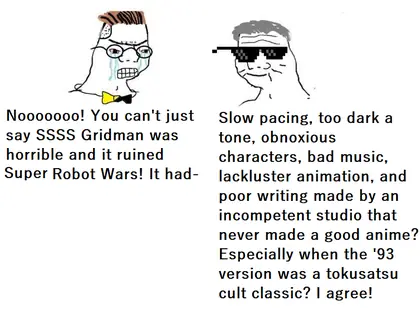 Nooooooo! You can't just
say SSSS Gridman was
horrible and it ruined
Super Robot Wars! It had-
Slow pacing, too dark a
tone, obnoxious
characters, bad music,
lackluster animation, and
poor writing made by an
incompetent studio that
never made a good anime?
Especially when the '93
version was a tokusatsu
cult classic? I agree!